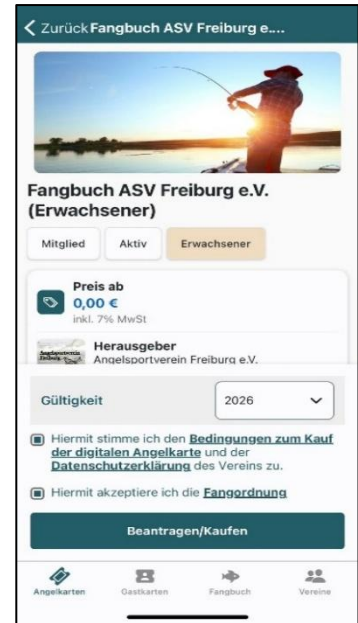 Zurück Fangbuch ASV Freiburg e....
Fangbuch ASV Freiburg e.V.
(Erwachsener)
Mitglied Aktiv Erwachsener
Preis ab
0,00 €
inkl. 7% MwSt
Herausgeber
Angelsportverein Freiburg e.V.
Gültigkeit 2026
Hiermit stimme ich den Bedingungen zum Kauf
der digitalen Angelkarte und der
Datenschutzerklärung des Vereins zu.
Hiermit akzeptiere ich die Fangordnung
Beantragen/Kaufen
Angelkarten Gastkarten Fangbuch Vereine